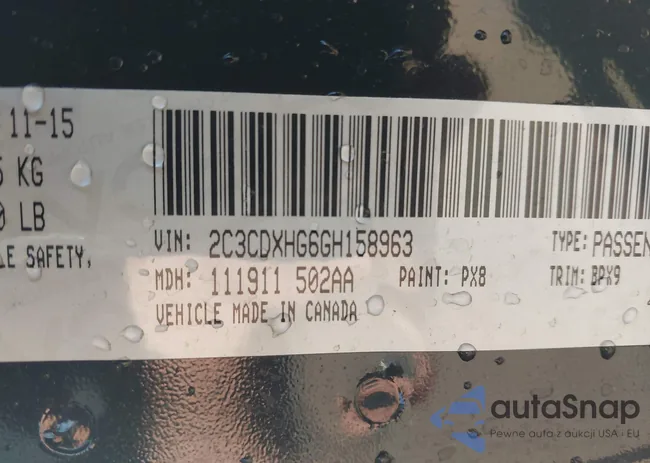 11-15
KG
LB
LE SAFETY,
VIN: 2C3CDXHG6GH158963
TYPE: PASSEN
MDH: 111911 502AA
PAINT: PX8
TRIM: BPX9
VEHICLE MADE IN CANADA
autaSnap
Pewne auta z aukcji USA - EU